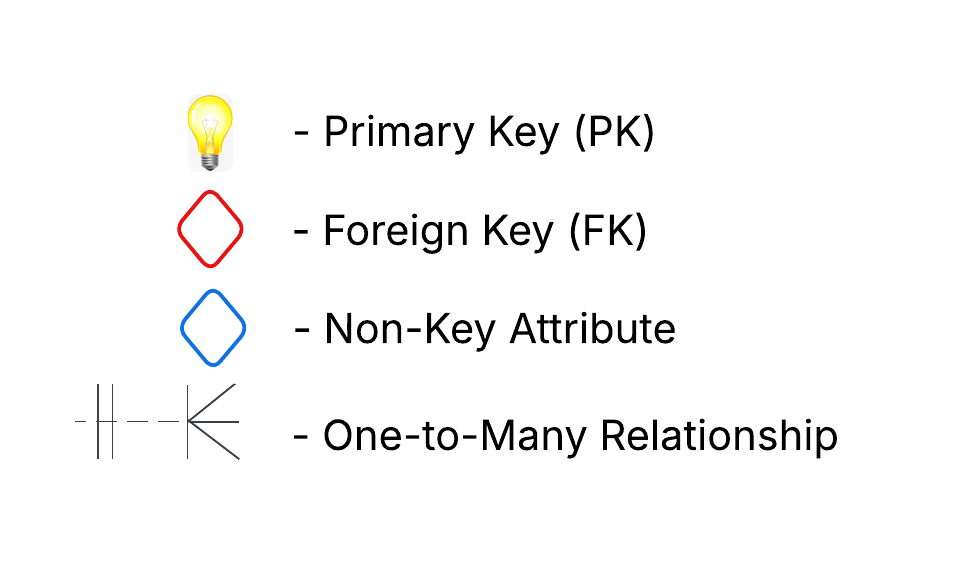 - Primary Key (PK)
- Foreign Key (FK)
- Non-Key Attribute
- One-to-Many Relationship